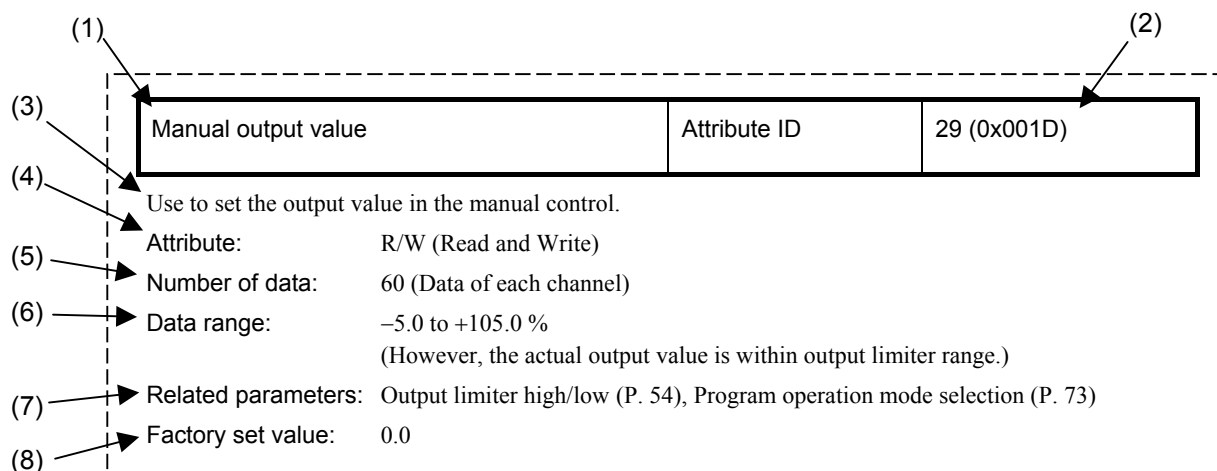 (1)
(2)
(3)
Manual output value Attribute ID 29 (0x001D)
(4)
Use to set the output value in the manual control.
Attribute: R/W (Read and Write)
(5)
Number of data: 60 (Data of each channel)
(6)
Data range: −5.0 to +105.0 %
(However, the actual output value is within output limiter range.)
(7)
Related parameters: Output limiter high/low (P. 54), Program operation mode selection (P. 73)
Factory set value: 0.0
(8)